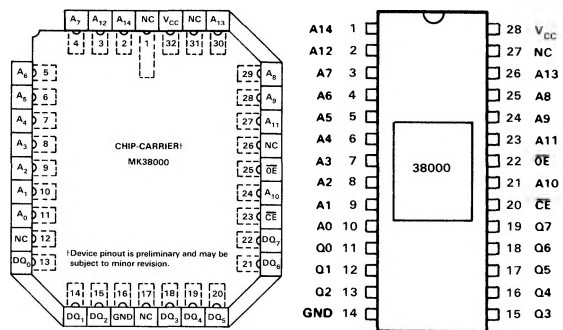 A7 A12 A14 NC VCC NC A13
4 3 2 1 32 31 30
A6 5 29 A8
A5 6 28 A9
A4 7 27 A11
A3 8 26 NC
A2 9 25 OE
A1 10 24 A10
A0 11 23 CE
NC 12 22 DQ7
DQ0 13 21 DQ6
CHIP-CARRIER†
MK38000
†Device pinout is preliminary and may be
subject to minor revision.
14 15 16 17 18 19 20
DQ1 DQ2 GND NC DQ3 DQ4 DQ5
A14 1 28 VCC
A12 2 27 NC
A7 3 26 A13
A6 4 25 A8
A5 5 24 A9
A4 6 23 A11
A3 7 22 OE
A2 8 21 A10
A1 9 20 CE
A0 10 19 Q7
Q0 11 18 Q6
Q1 12 17 Q5
Q2 13 16 Q4
GND 14 15 Q3
38000